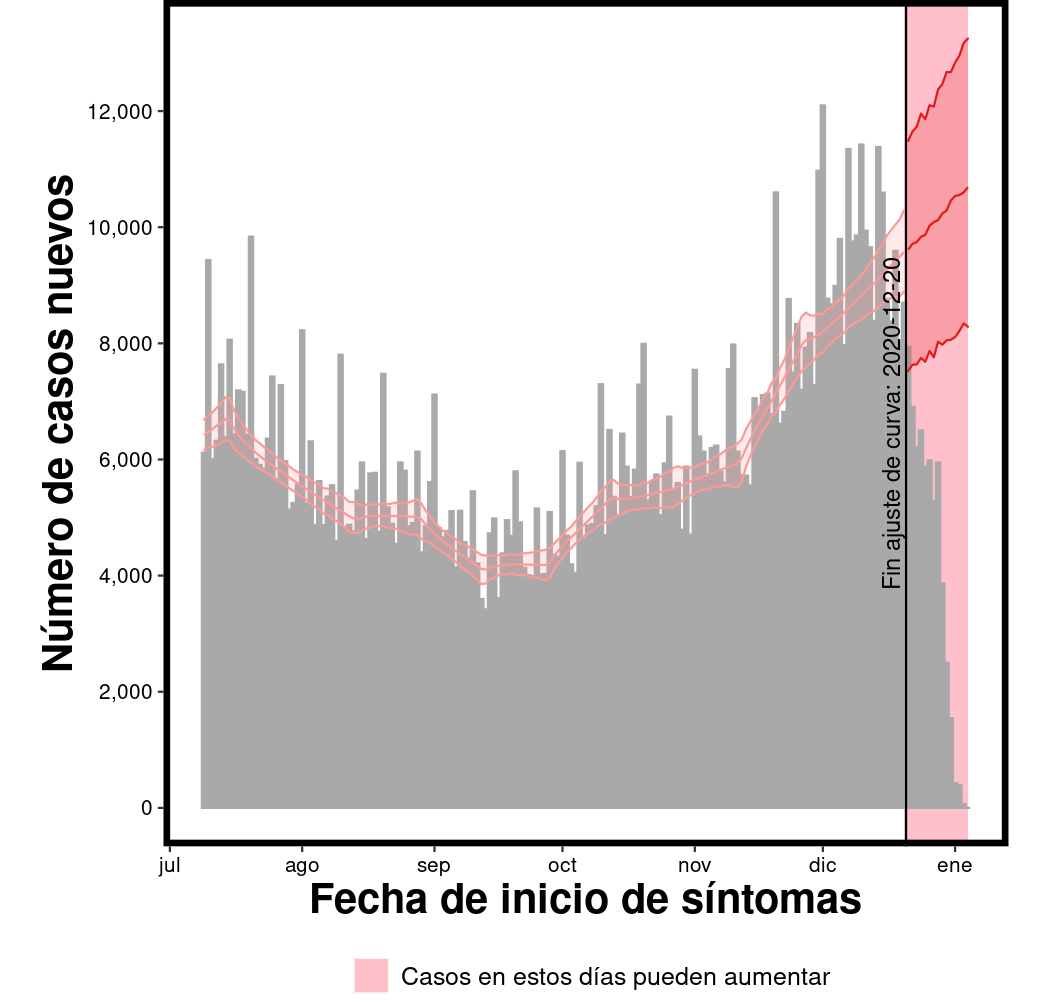 Número de casos nuevos
12,000
10,000
8,000
6,000
4,000
2,000
0
Fin ajuste de curva: 2020-12-20
jul ago sep oct nov dic ene
Fecha de inicio de síntomas
Casos en estos días pueden aumentar